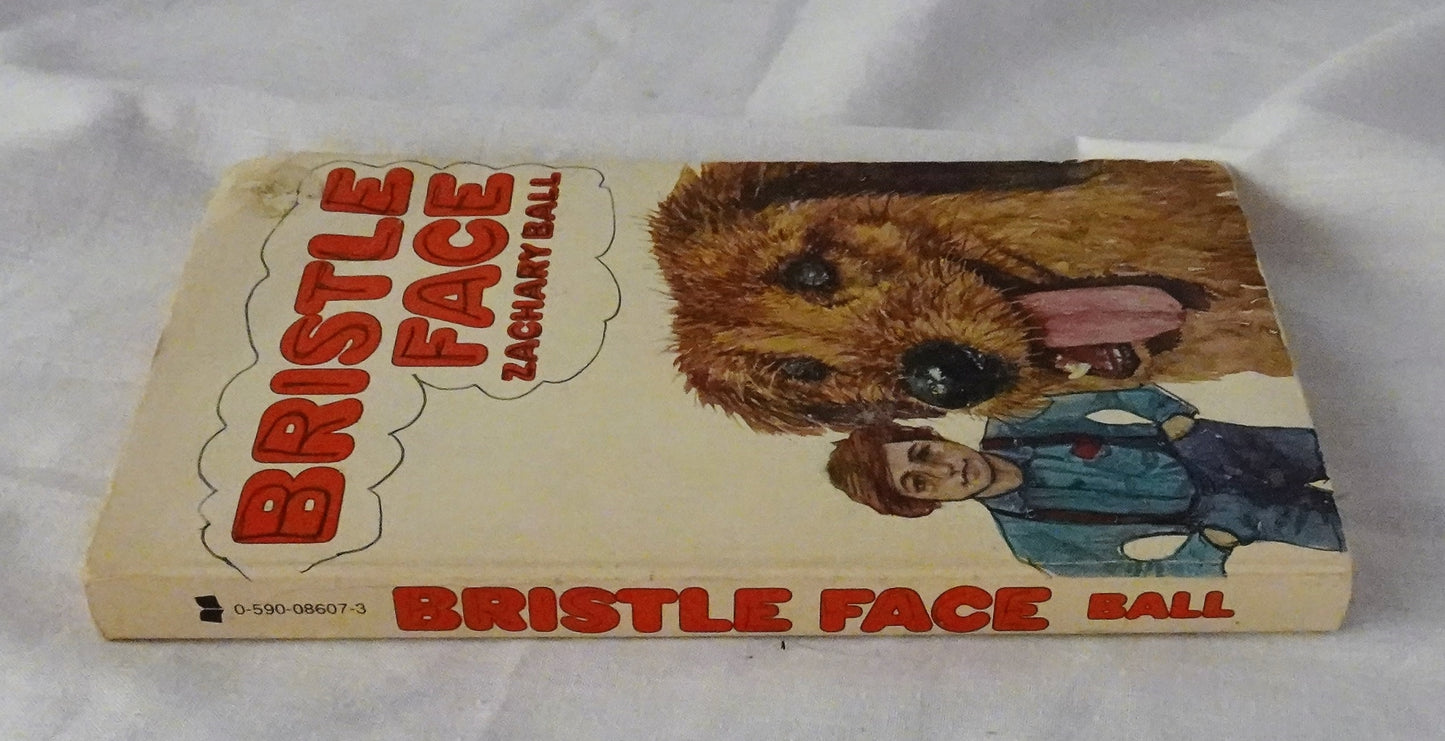 BRISTLE
FACE
ZACHARY BALL
0-590-08607-3 BRISTLE FACE BALL